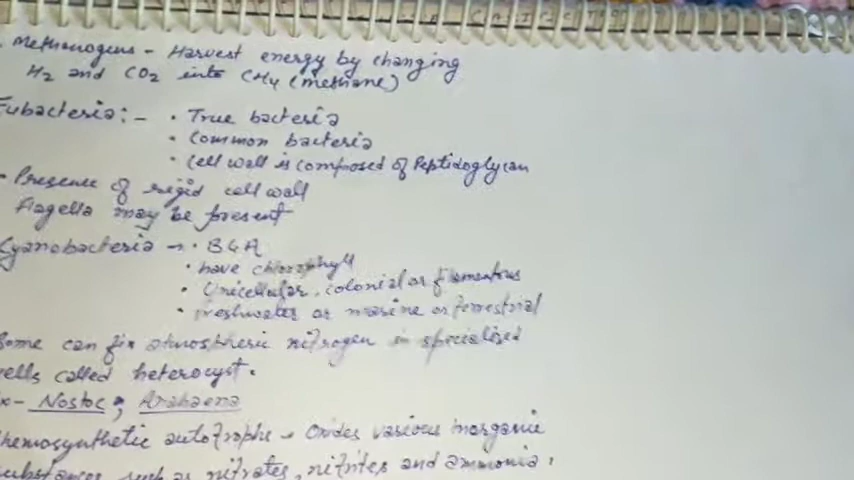 Methanogens - Harvest energy by changing
H2 and CO2 into CH4 (methane)
Eubacteria:- • True bacteria
• Common bacteria
• Cell wall is composed of Peptidoglycan
• Presence of rigid cell wall
Flagella may be present
Cyanobacteria → • BGA
• have chlorophyll
• Unicellular, colonial or filamentous
• freshwater or marine or terrestrial
Some can fix atmospheric nitrogen in specialised
cells called heterocyst.
Ex- Nostoc, Anabaena
Chemosynthetic autotrophs → Oxides various inorganic
substances such as nitrates, nitrites and ammonia,